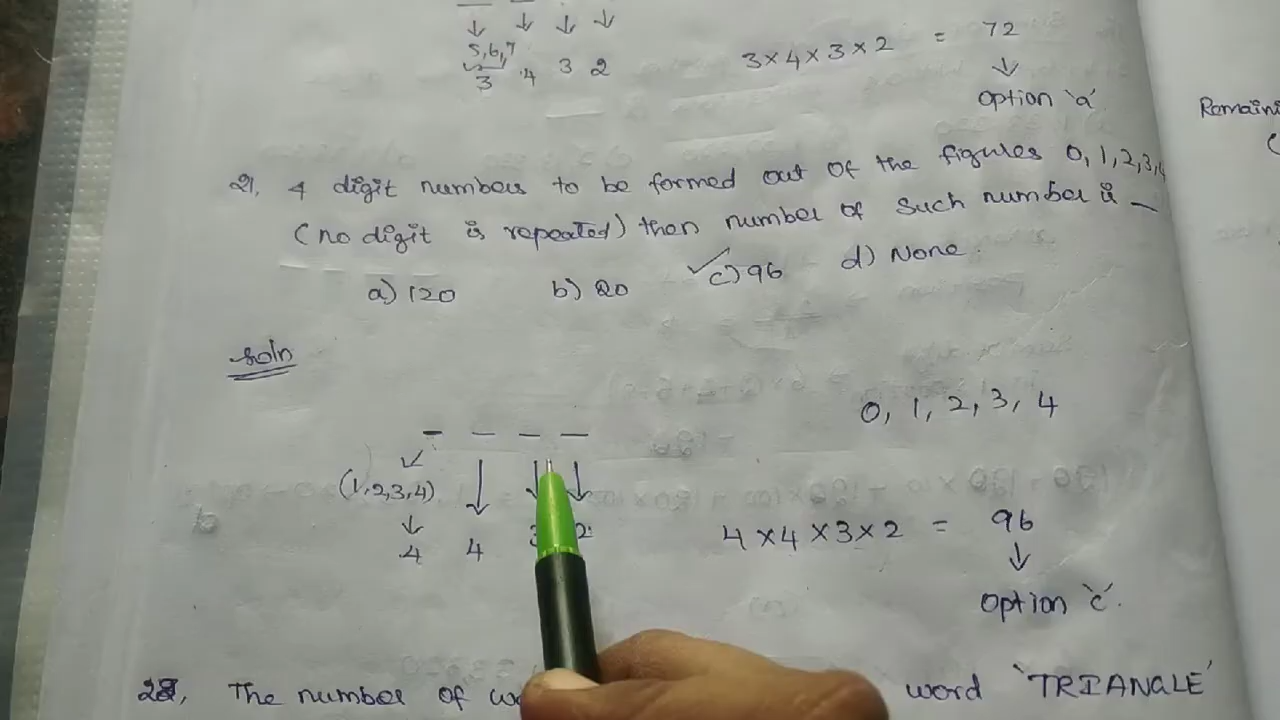 5,6,7
3 4 3 2
3×4×3×2 = 72
Option 'a'
Remaini
21, 4 digit numbers to be formed out of the figures 0,1,2,3,4
(no digit is repeated) then number of such number is —
a) 120 b) 20 c) 96 d) None
Soln
0, 1, 2, 3, 4
(1,2,3,4)
4 4 3 2
4×4×3×2 = 96
Option 'c'.
22, The number of word 'TRIANGLE'